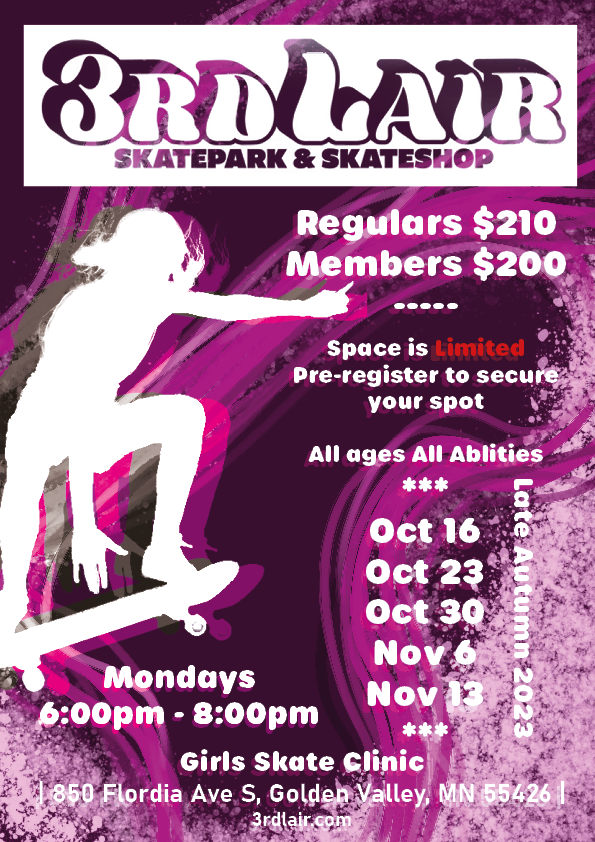 3RD LAIR
SKATEPARK & SKATESHOP
Regulars $210
Members $200
-----
Space is Limited
Pre-register to secure
your spot
All ages All Ablities
***
Oct 16
Oct 23
Oct 30
Nov 6
Nov 13
***
Late Autumn 2023
Mondays
6:00pm - 8:00pm
Girls Skate Clinic
| 850 Flordia Ave S, Golden Valley, MN 55426 |
3rdlair.com